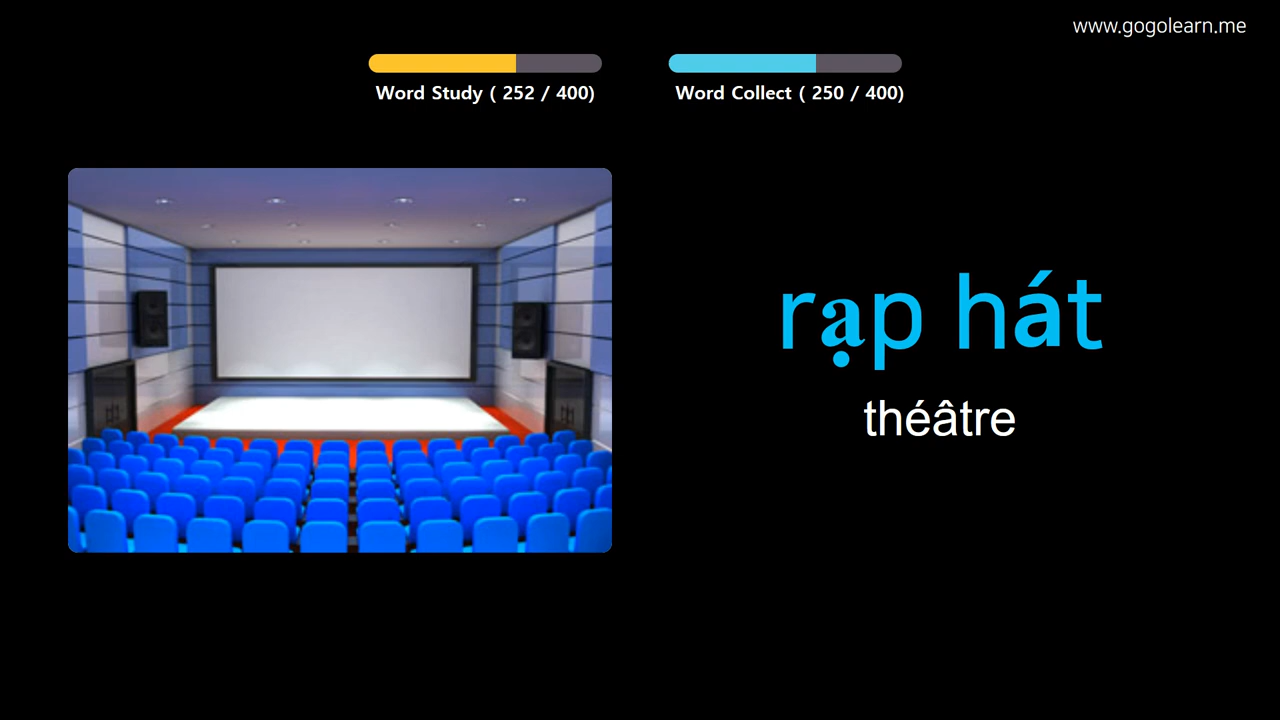 www.gogolearn.me
Word Study ( 252 / 400)
Word Collect ( 250 / 400)
rạp hát
théâtre